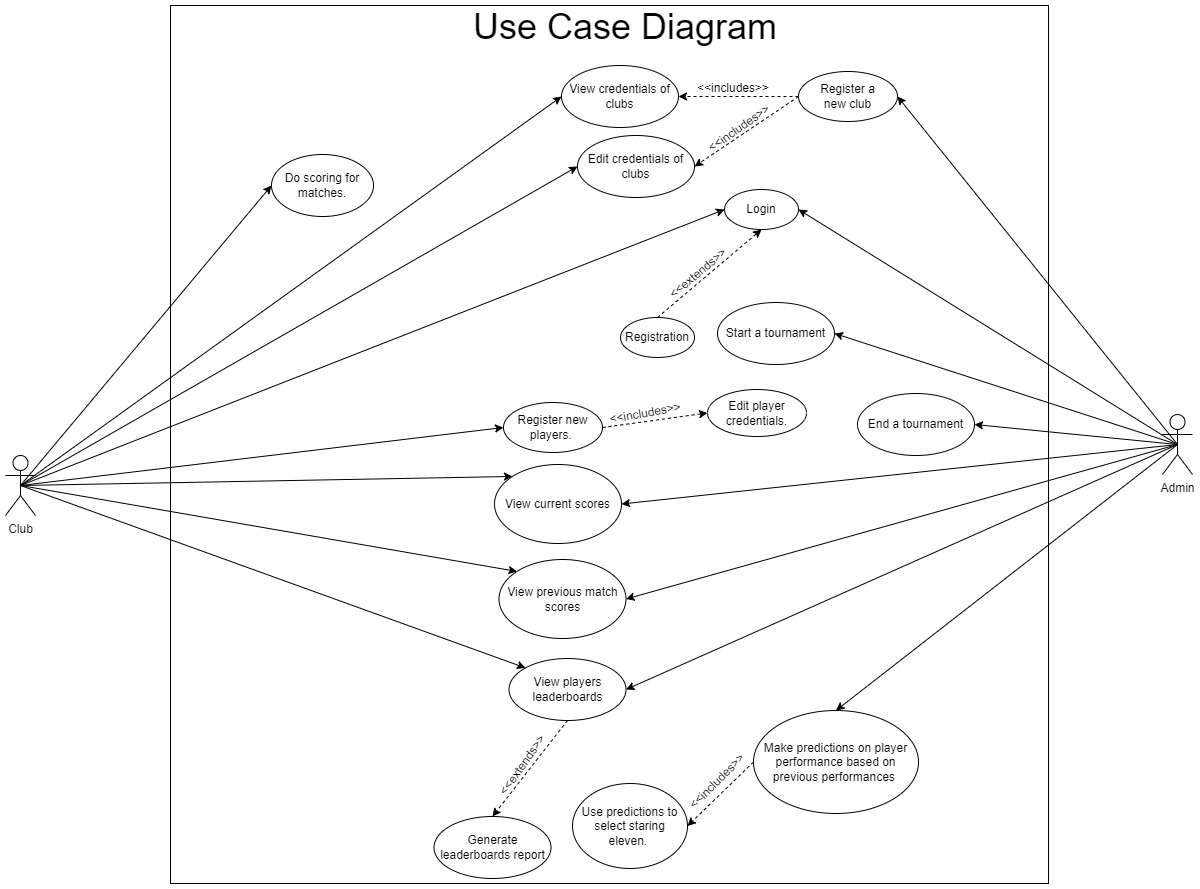 Use Case Diagram
View credentials of
clubs
<<includes>>
Register a
new club
<<includes>>
Edit credentials of
clubs
Do scoring for
matches.
Login
<<extends>>
Registration
Start a tournament
Register new
players.
<<includes>>
Edit player
credentials.
End a tournament
View current scores
Club
Admin
View previous match
scores
View players
leaderboards
<<extends>>
Make predictions on player
performance based on
previous performances
<<includes>>
Use predictions to
select staring
eleven.
Generate
leaderboards report